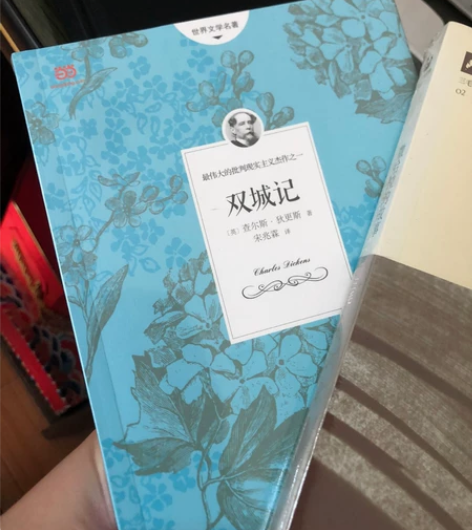 世界文学名著
最伟大的批判现实主义杰作之一
双城记
［英］查尔斯·狄更斯 著
宋兆霖 译
Charles Dickens
02